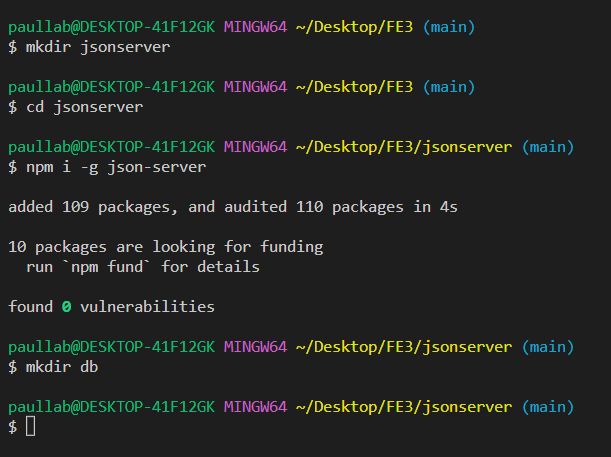 paullab@DESKTOP-41F12GK MINGW64 ~/Desktop/FE3 (main)
$ mkdir jsonserver
paullab@DESKTOP-41F12GK MINGW64 ~/Desktop/FE3 (main)
$ cd jsonserver
paullab@DESKTOP-41F12GK MINGW64 ~/Desktop/FE3/jsonserver (main)
$ npm i -g json-server
added 109 packages, and audited 110 packages in 4s
10 packages are looking for funding
  run `npm fund` for details
found 0 vulnerabilities
paullab@DESKTOP-41F12GK MINGW64 ~/Desktop/FE3/jsonserver (main)
$ mkdir db
paullab@DESKTOP-41F12GK MINGW64 ~/Desktop/FE3/jsonserver (main)
$